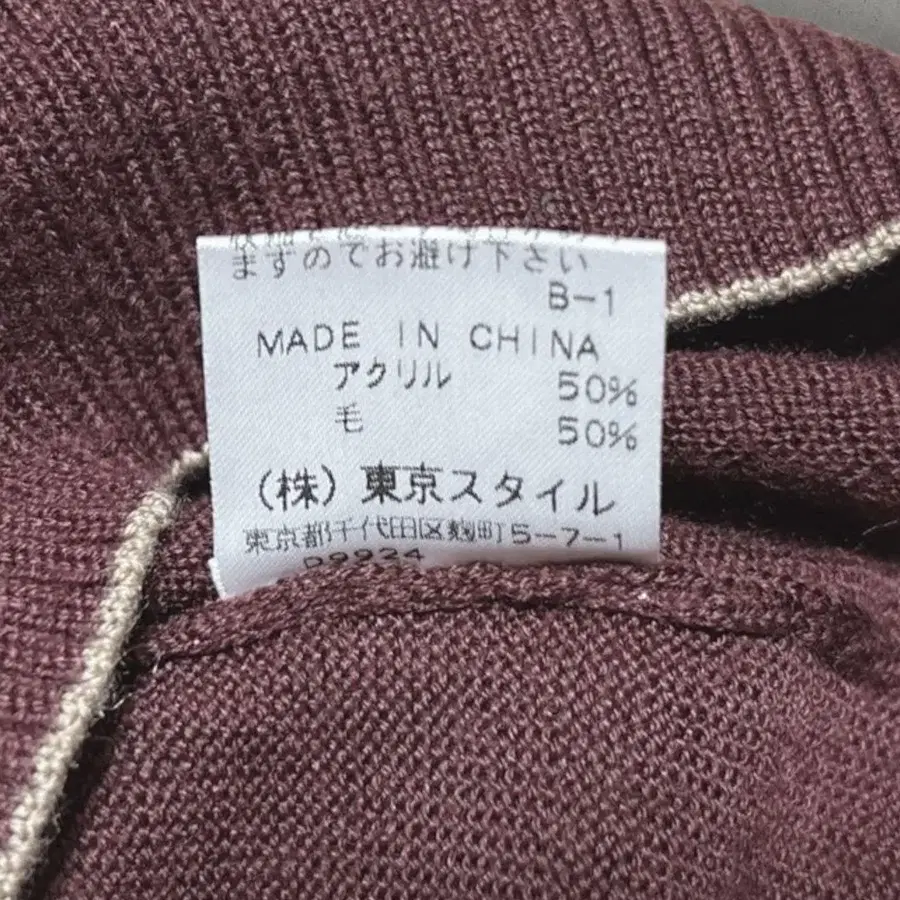 ますのでお避け下さい
B-1
MADE IN CHINA
アクリル 50%
毛 50%
(株)東京スタイル
東京都千代田区麹町5-7-1
D9924